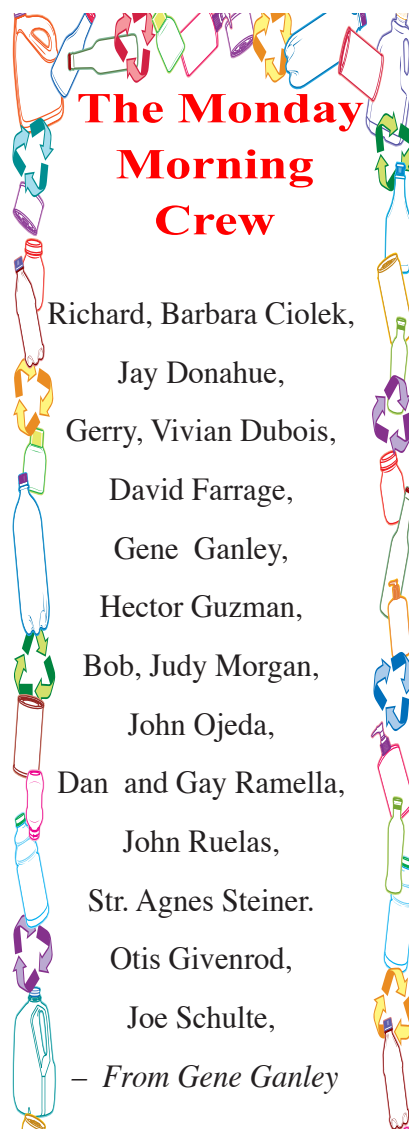 The Monday
Morning
Crew
Richard, Barbara Ciolek,
Jay Donahue,
Gerry, Vivian Dubois,
David Farrage,
Gene Ganley,
Hector Guzman,
Bob, Judy Morgan,
John Ojeda,
Dan and Gay Ramella,
John Ruelas,
Str. Agnes Steiner.
Otis Givenrod,
Joe Schulte,
– From Gene Ganley